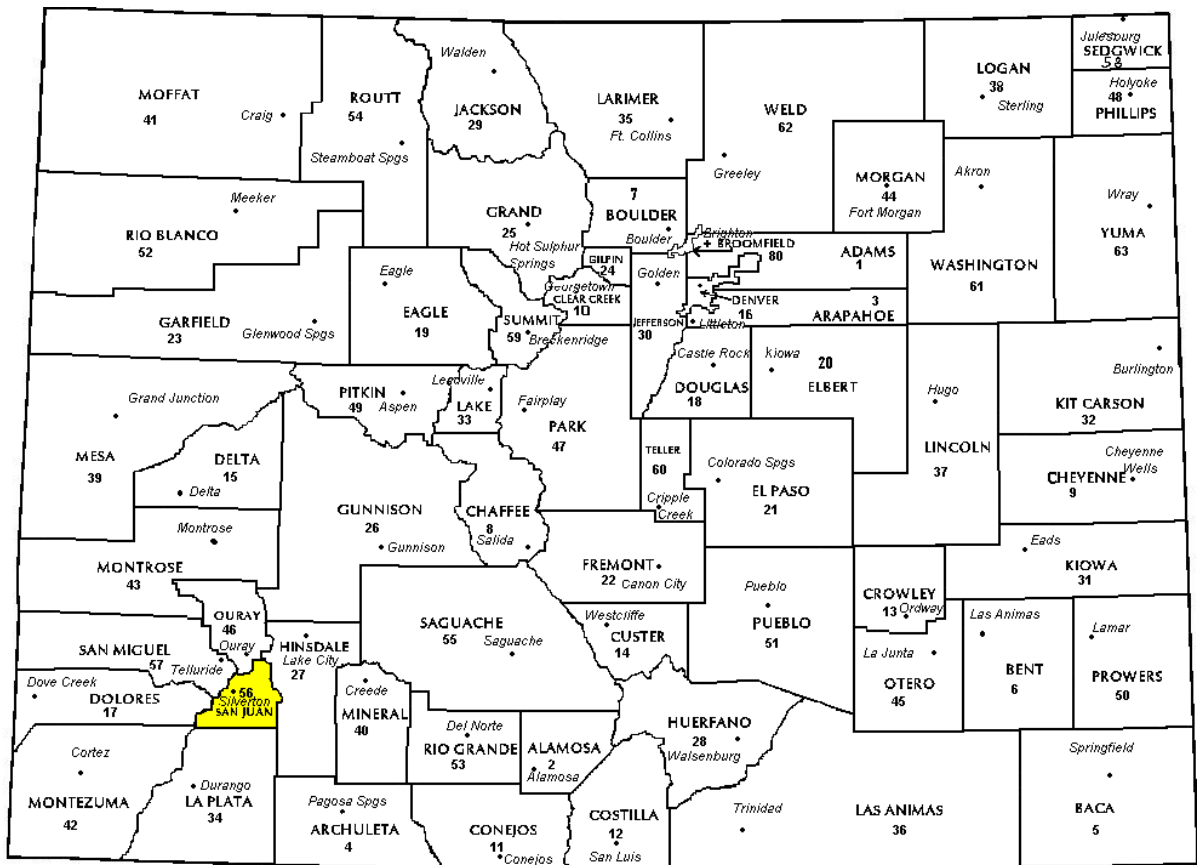 Walden
JACKSON
29
MOFFAT
41
Craig
ROUTT
54
Steamboat Spgs
LARIMER
35
Ft. Collins
WELD
62
Greeley
LOGAN
38
Sterling
Julesburg
SEDGWICK
58
Holyoke
48
PHILLIPS
MORGAN
44
Fort Morgan
Akron
WASHINGTON
61
Wray
YUMA
63
Meeker
RIO BLANCO
52
GRAND
25
Hot Sulphur
Springs
7
BOULDER
Boulder
Brighton
+ BROOMFIELD
80
ADAMS
1
GILPIN
24
Georgetown
CLEAR CREEK
10
Golden
JEFFERSON
30
DENVER
16
3
ARAPAHOE
Littleton
GARFIELD
23
Glenwood Spgs
Eagle
EAGLE
19
SUMMIT
59
Breckenridge
Castle Rock
DOUGLAS
18
Kiowa
20
ELBERT
Hugo
LINCOLN
37
Burlington
KIT CARSON
32
Grand Junction
MESA
39
PITKIN
49
Aspen
Leadville
LAKE
33
Fairplay
PARK
47
TELLER
60
Cripple
Creek
Colorado Spgs
EL PASO
21
Cheyenne
Wells
CHEYENNE
9
DELTA
15
Delta
GUNNISON
26
Gunnison
CHAFFEE
8
Salida
Montrose
MONTROSE
43
FREMONT
22
Canon City
Pueblo
PUEBLO
51
CROWLEY
13
Ordway
Eads
KIOWA
31
OURAY
46
Ouray
SAN MIGUEL
57
Telluride
HINSDALE
Lake City
27
SAGUACHE
55
Saguache
Westcliffe
CUSTER
14
La Junta
OTERO
45
Las Animas
BENT
6
Lamar
PROWERS
50
Dove Creek
DOLORES
17
56
Silverton
SAN JUAN
Creede
MINERAL
40
Del Norte
RIO GRANDE
53
ALAMOSA
2
Alamosa
HUERFANO
28
Walsenburg
Cortez
MONTEZUMA
42
Durango
LA PLATA
34
Pagosa Spgs
ARCHULETA
4
CONEJOS
11
Conejos
COSTILLA
12
San Luis
Trinidad
LAS ANIMAS
36
Springfield
BACA
5